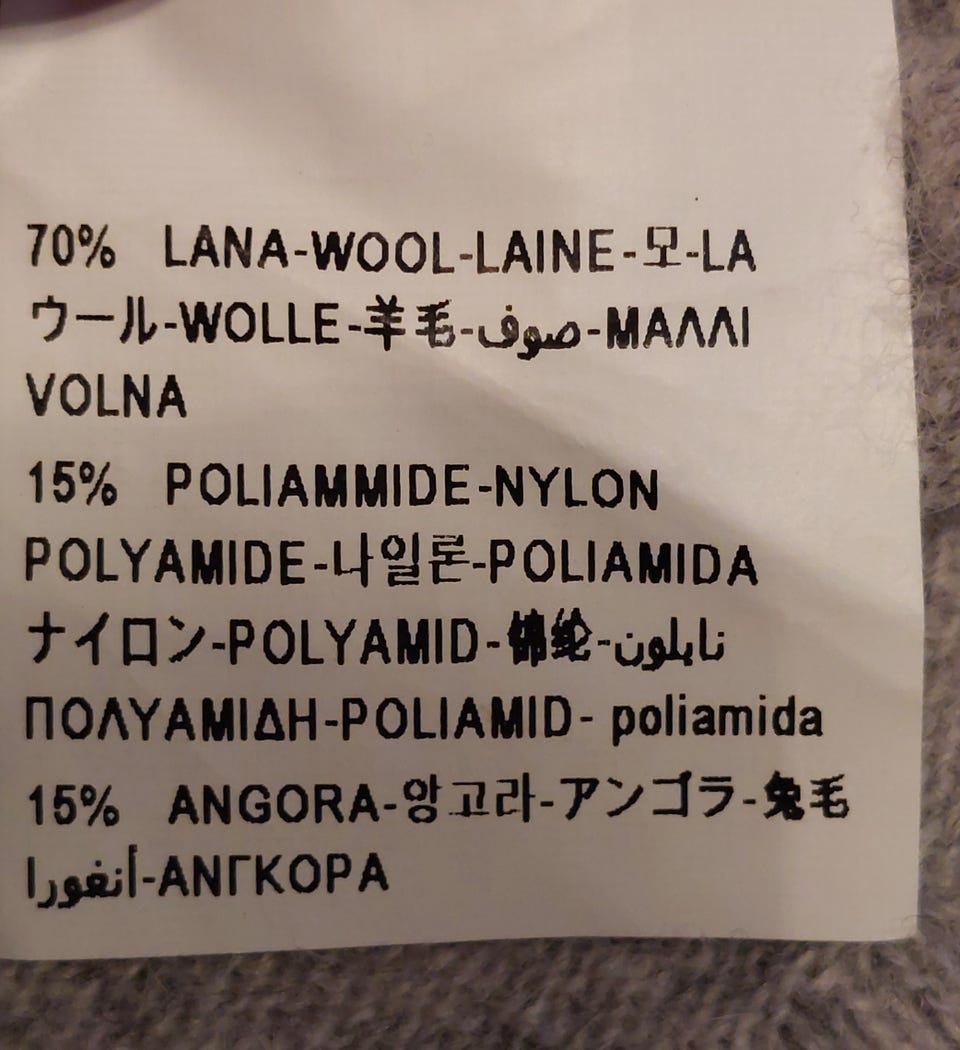 70% LANA-WOOL-LAINE-모-LA
ウール-WOLLE-羊毛-صوف-ΜΑΛΛΙ
VOLNA
15% POLIAMMIDE-NYLON
POLYAMIDE-나일론-POLIAMIDA
ナイロン-POLYAMID-锦纶-نايلون
ΠΟΛΥΑΜΙΔΗ-POLIAMID- poliamida
15% ANGORA-앙고라-アンゴラ-兔毛
أنغورا-ΑΝΓΚΟΡΑ